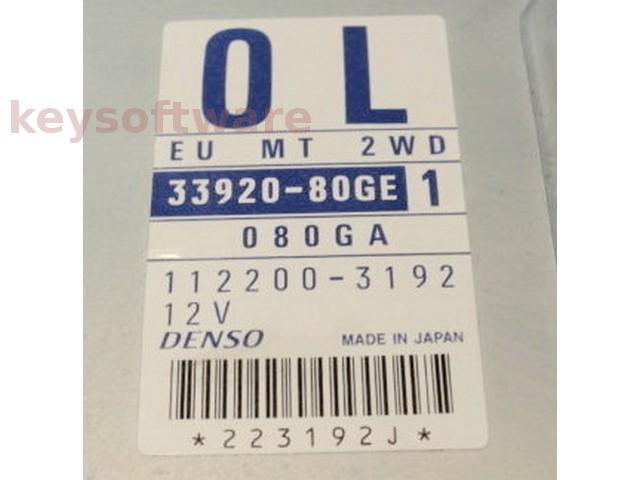 0 L
keysoftware
EU MT 2WD
33920-80GE 1
080GA
112200-3192
12V
DENSO MADE IN JAPAN
*223192J*